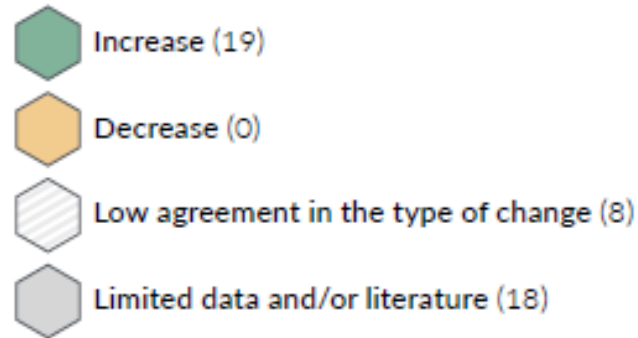 Increase (19)
Decrease (0)
Low agreement in the type of change (8)
Limited data and/or literature (18)